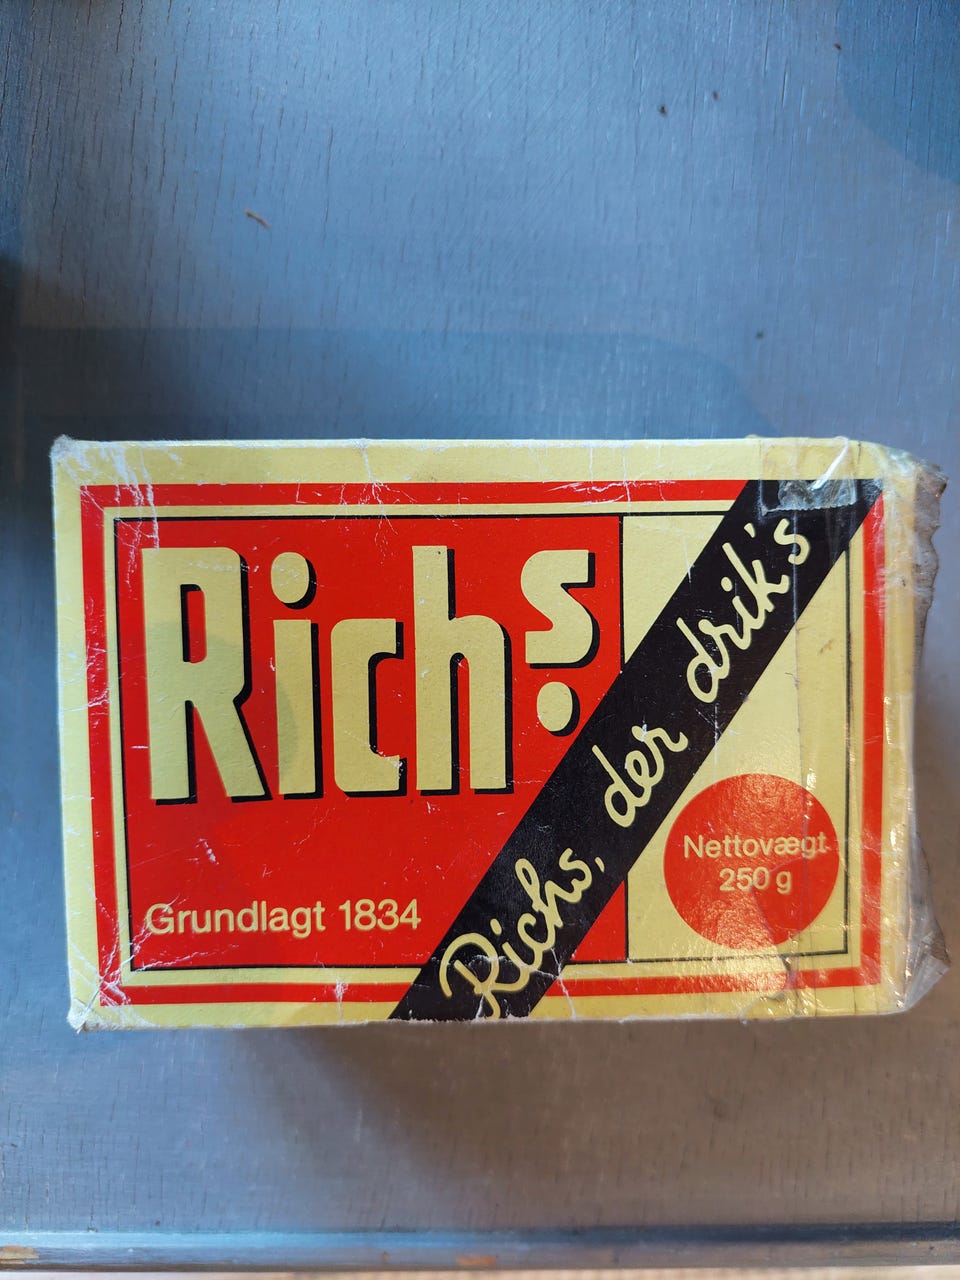 Richs.
Grundlagt 1834
Richs, der drik's
Nettovægt
250 g